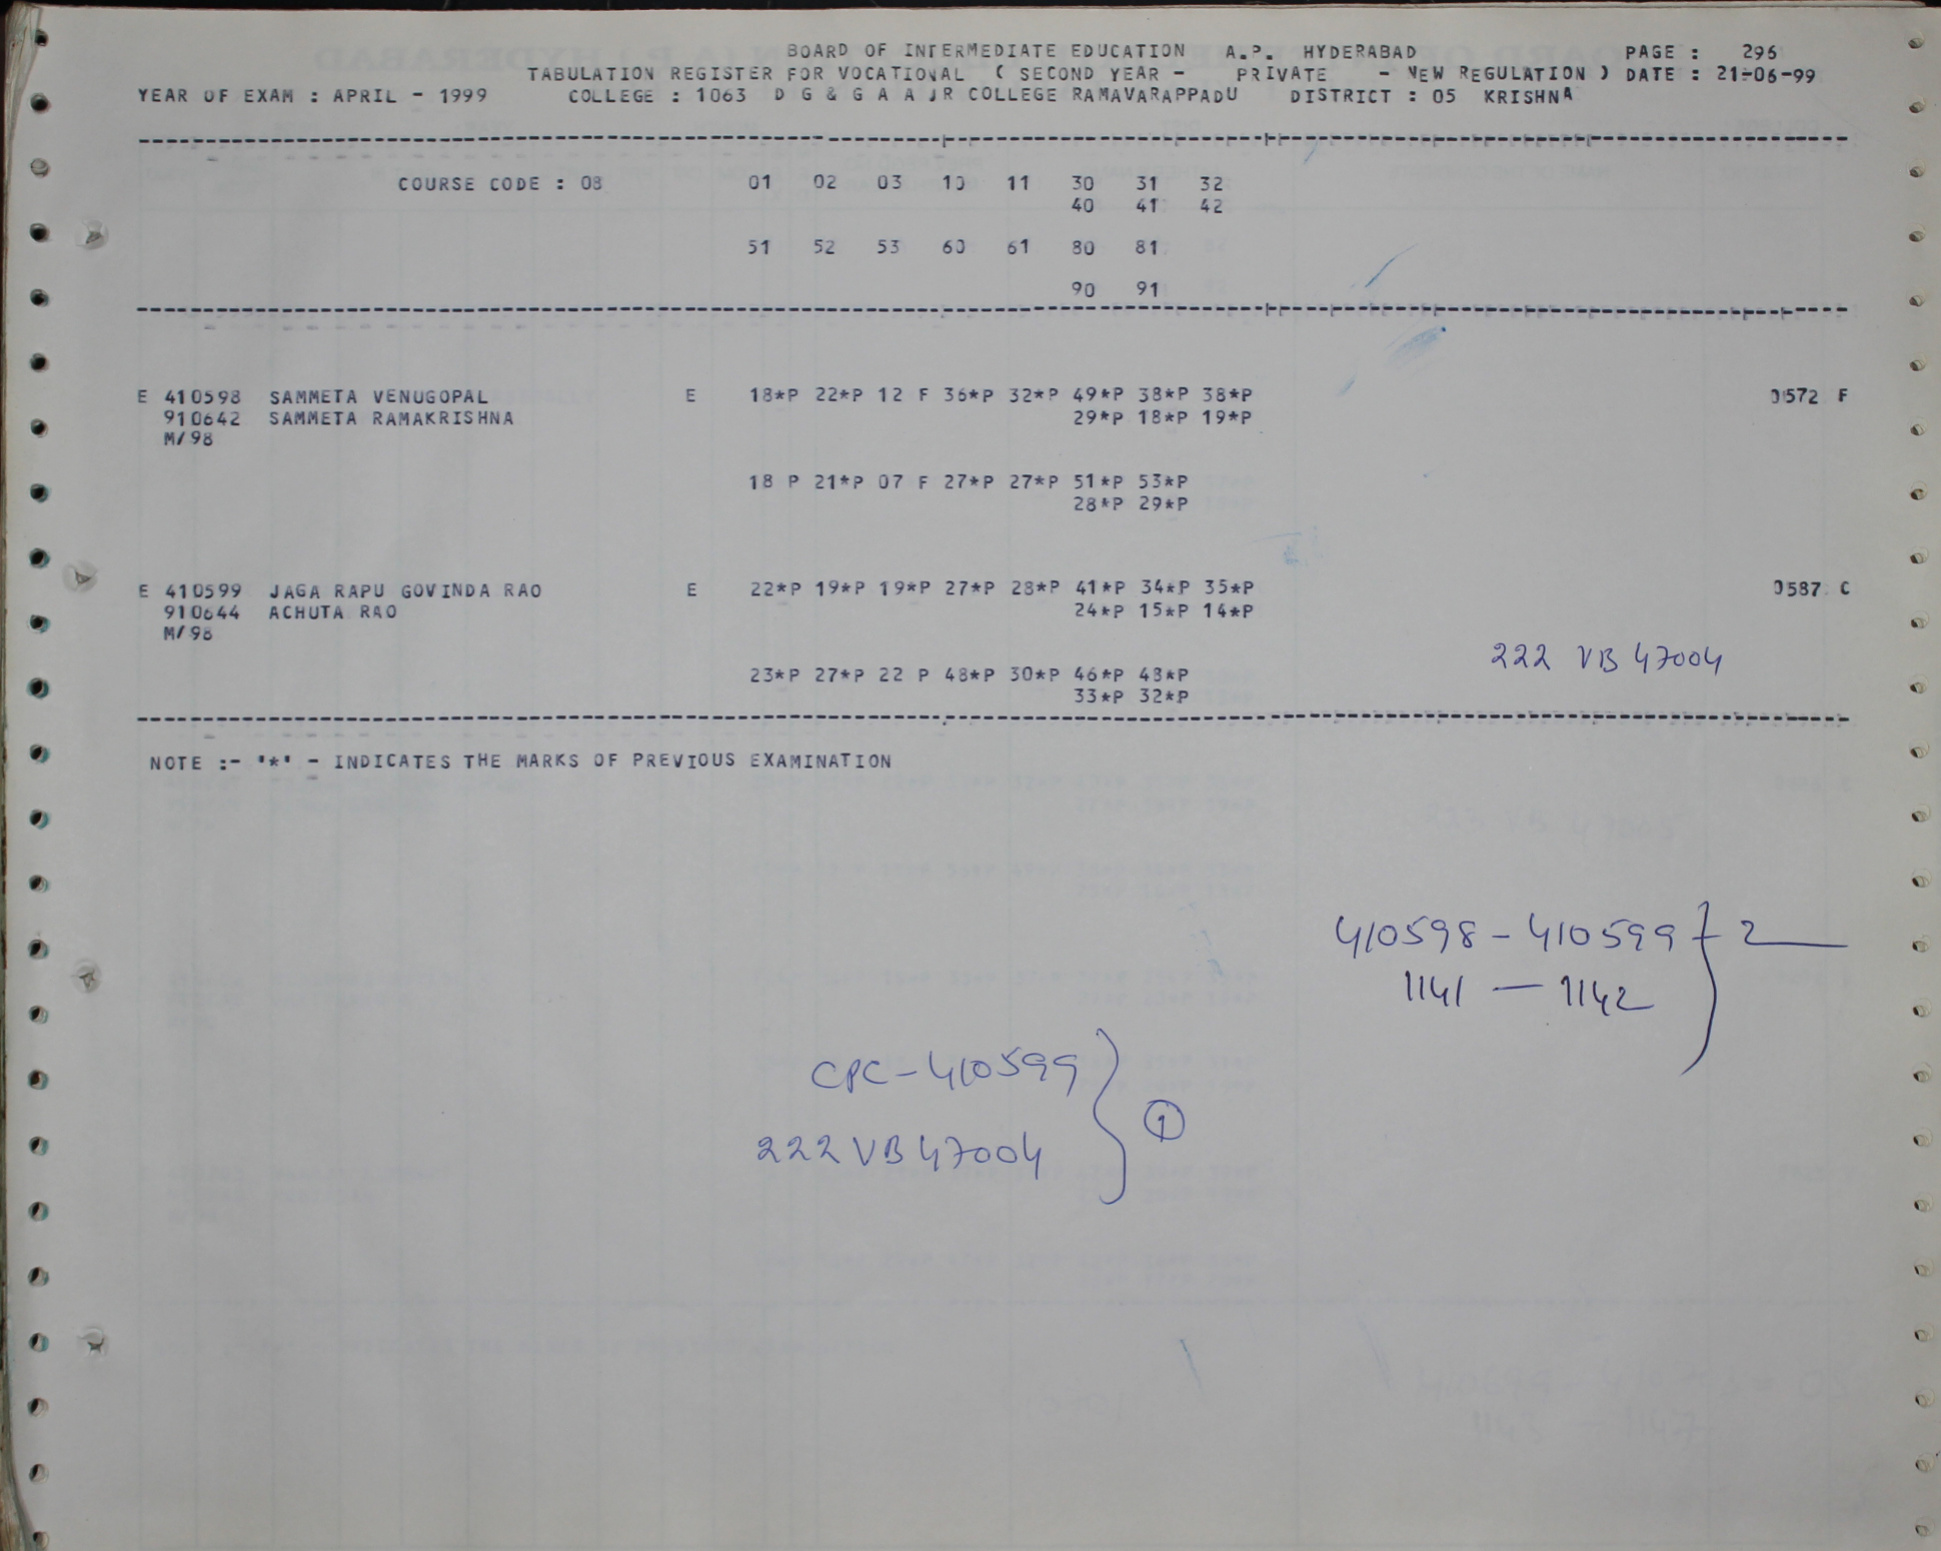 BOARD OF INTERMEDIATE EDUCATION A.P. HYDERABAD PAGE : 296
TABULATION REGISTER FOR VOCATIONAL ( SECOND YEAR - PRIVATE - NEW REGULATION ) DATE : 21-06-99
YEAR OF EXAM : APRIL - 1999 COLLEGE : 1063 D G & G A A JR COLLEGE RAMAVARAPPADU DISTRICT : 05 KRISHNA
COURSE CODE : 08 01 02 03 10 11 30 31 32
40 41 42
51 52 53 60 61 80 81
90 91
E 410598 SAMMETA VENUGOPAL E 18*P 22*P 12 F 36*P 32*P 49*P 38*P 38*P 0572 F
910642 SAMMETA RAMAKRISHNA 29*P 18*P 19*P
M/98
18 P 21*P 07 F 27*P 27*P 51*P 53*P
28*P 29*P
E 410599 JAGA RAPU GOVINDA RAO E 22*P 19*P 19*P 27*P 28*P 41*P 34*P 35*P 0587 C
910644 ACHUTA RAO 24*P 15*P 14*P
M/98
222 VB 47004
23*P 27*P 22 P 48*P 30*P 46*P 48*P
33*P 32*P
NOTE :- '*' - INDICATES THE MARKS OF PREVIOUS EXAMINATION
410598 - 410599 } - 2
1141 — 1142
CPC - 410599 } 1
222 VB 47004